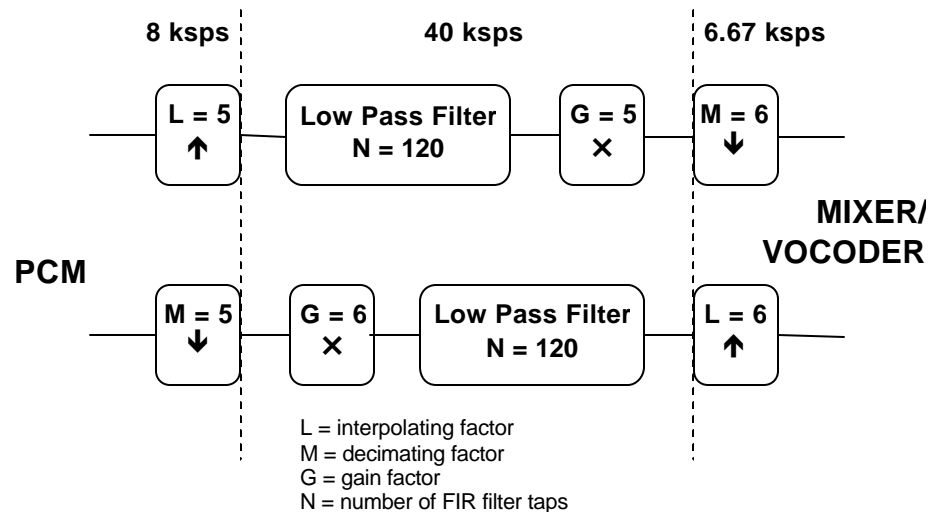 8 ksps
40 ksps
6.67 ksps
L = 5
↑
Low Pass Filter
N = 120
G = 5
×
M = 6
↓
MIXER/
VOCODER
PCM
M = 5
↓
G = 6
×
Low Pass Filter
N = 120
L = 6
↑
L = interpolating factor
M = decimating factor
G = gain factor
N = number of FIR filter taps